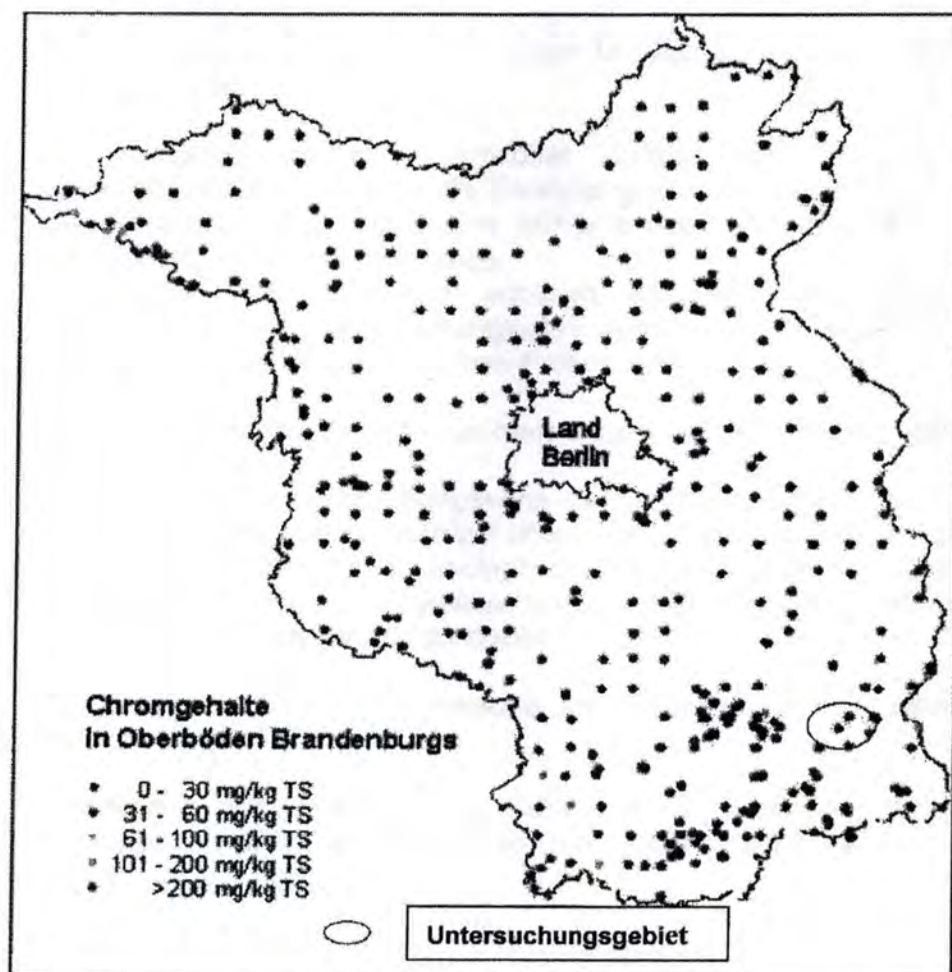 Land
Berlin
Chromgehalte
in Oberböden Brandenburgs
0 - 30 mg/kg TS
31 - 60 mg/kg TS
61 - 100 mg/kg TS
101 - 200 mg/kg TS
>200 mg/kg TS
Untersuchungsgebiet